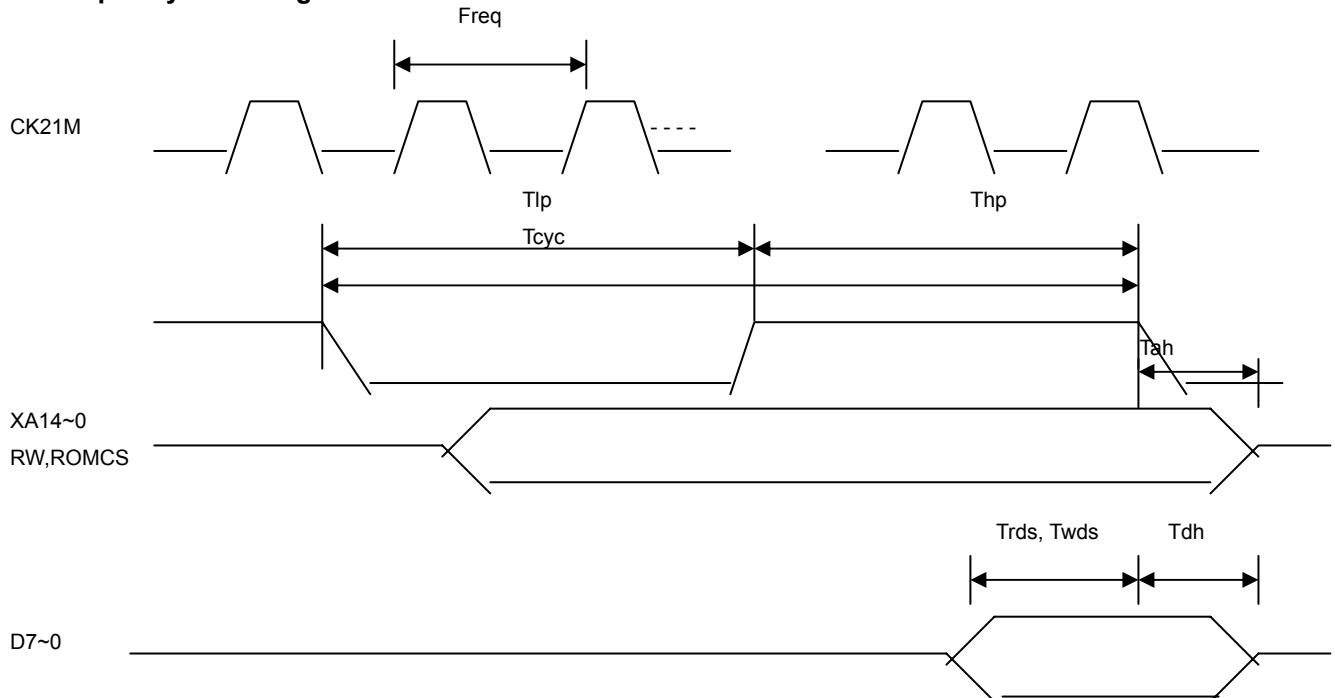 Freq
CK21M
Tlp
Thp
Tcyc
Tah
XA14~0
RW,ROMCS
Trds, Twds
Tdh
D7~0